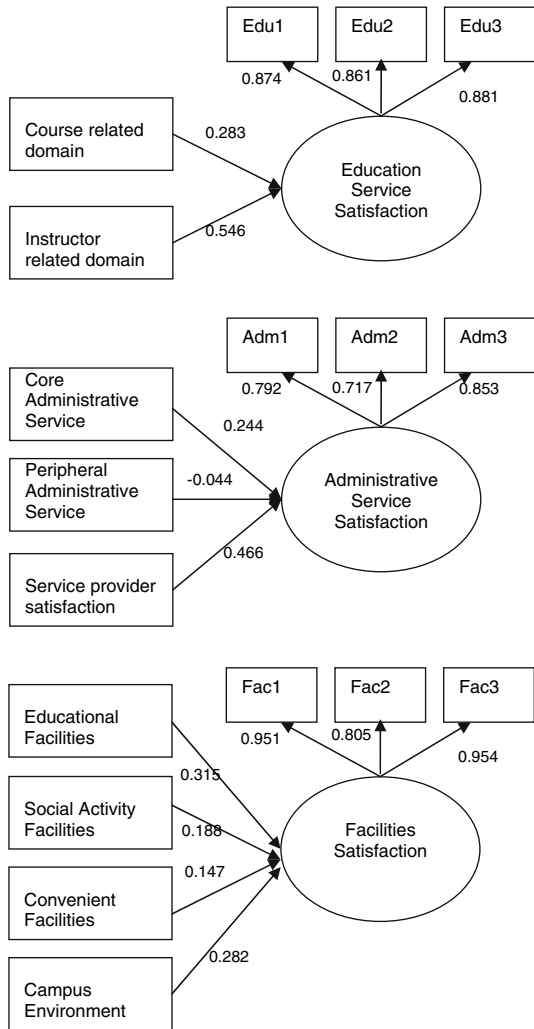 Edu1
Edu2
Edu3
0.874
0.861
0.881
Course related
domain
0.283
Education
Service
Satisfaction
Instructor
related domain
0.546
Adm1
Adm2
Adm3
0.792
0.717
0.853
Core
Administrative
Service
0.244
Peripheral
Administrative
Service
-0.044
Administrative
Service
Satisfaction
Service provider
satisfaction
0.466
Fac1
Fac2
Fac3
0.951
0.805
0.954
Educational
Facilities
0.315
Social Activity
Facilities
0.188
Facilities
Satisfaction
Convenient
Facilities
0.147
Campus
Environment
0.282